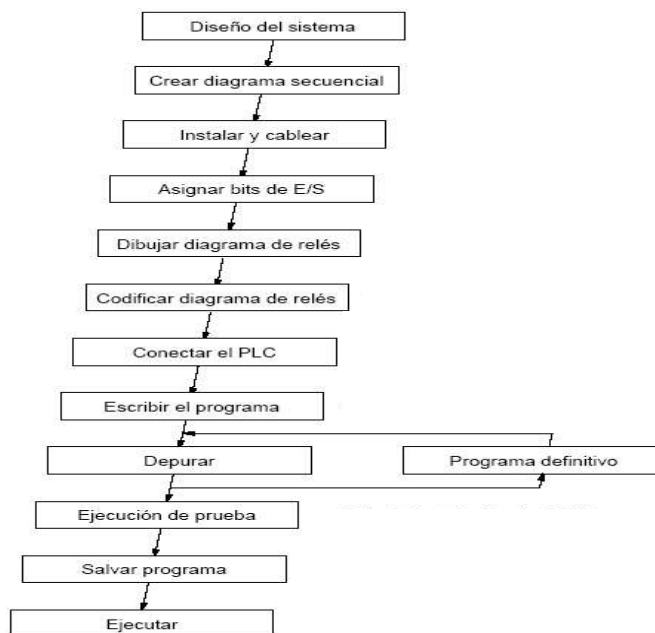 Diseño del sistema
Crear diagrama secuencial
Instalar y cablear
Asignar bits de E/S
Dibujar diagrama de relés
Codificar diagrama de relés
Conectar el PLC
Escribir el programa
Depurar
Programa definitivo
Ejecución de prueba
Salvar programa
Ejecutar